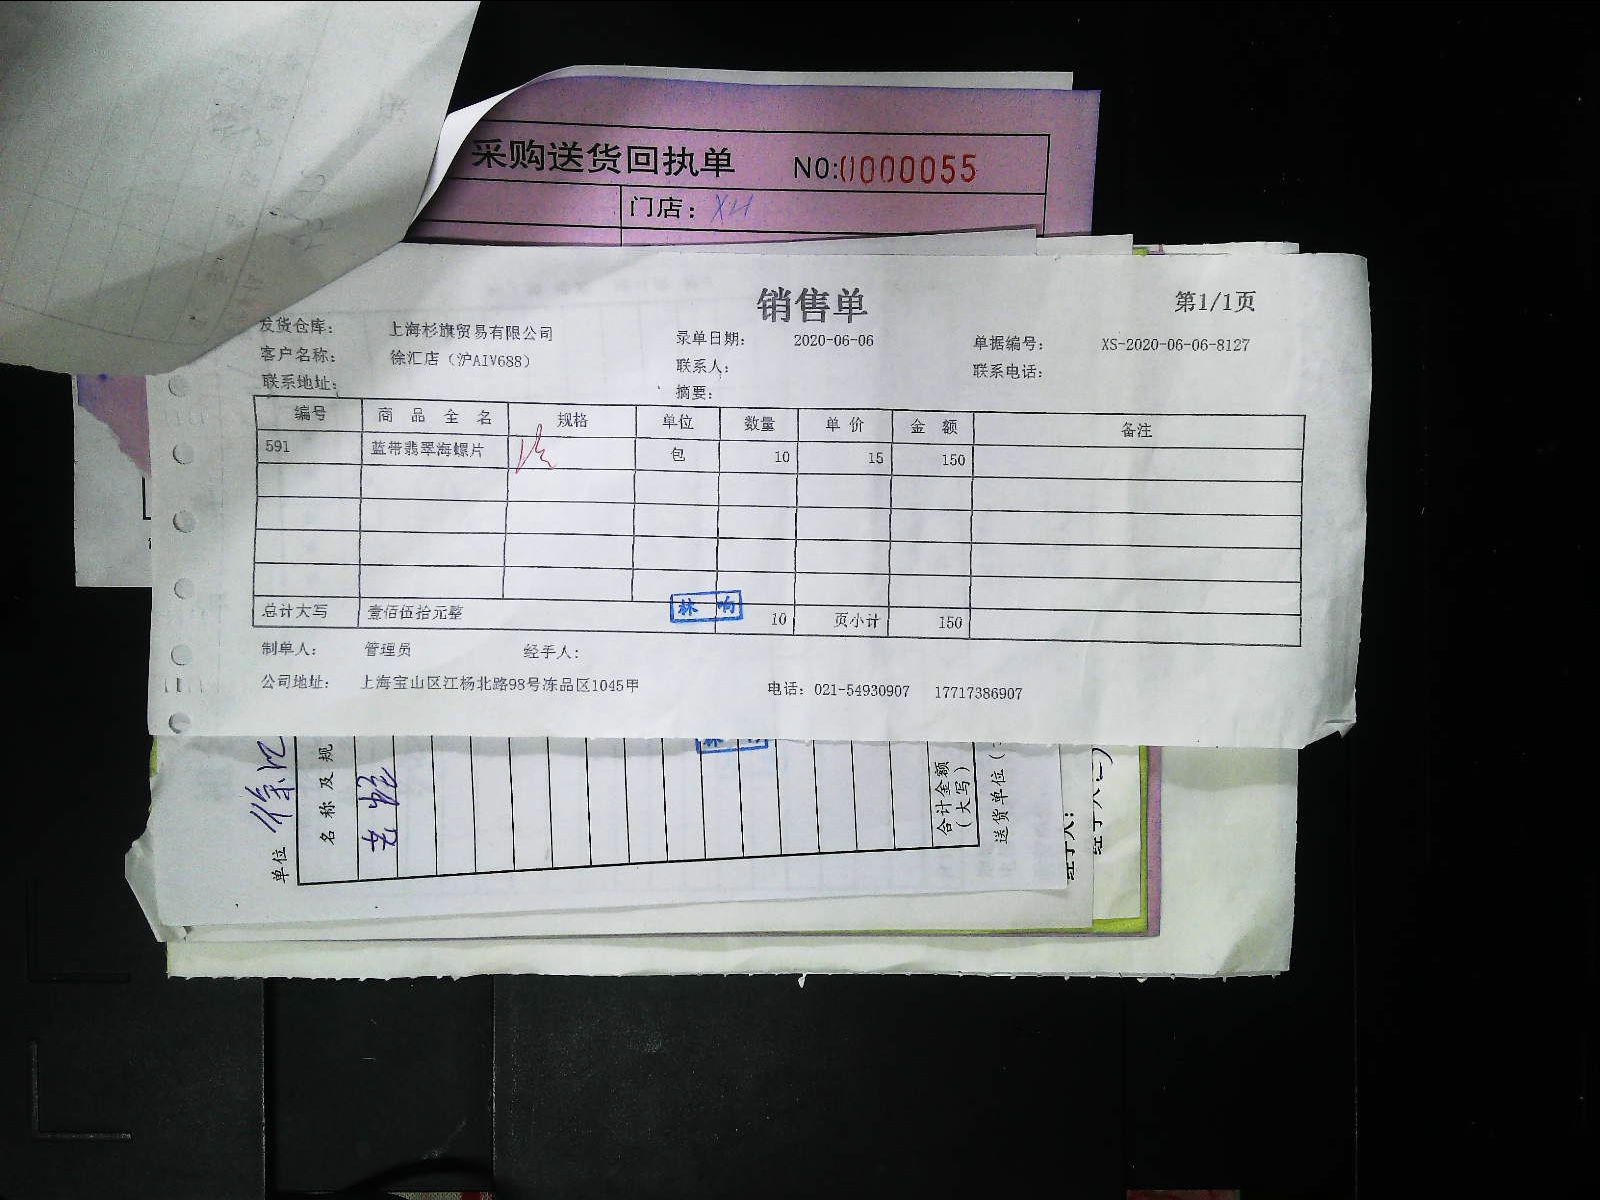 采购送货回执单 NO:0000055
门店：XH
销售单 第1/1页
发货仓库： 上海杉旗贸易有限公司 录单日期： 2020-06-06 单据编号： XS-2020-06-06-8127
客户名称： 徐汇店（沪AIV688） 联系人： 联系电话：
联系地址： 摘要：
编号 商品全名 规格 单位 数量 单价 金额 备注
591 蓝带翡翠海螺片 包 10 15 150
总计大写 壹佰伍拾元整 林响 10 页小计 150
制单人： 管理员 经手人：
公司地址： 上海宝山区江杨北路98号冻品区1045甲 电话：021-54930907 17717386907
单位 徐汇
名称及规
合计金额（大写）
送货单位（
经手人：